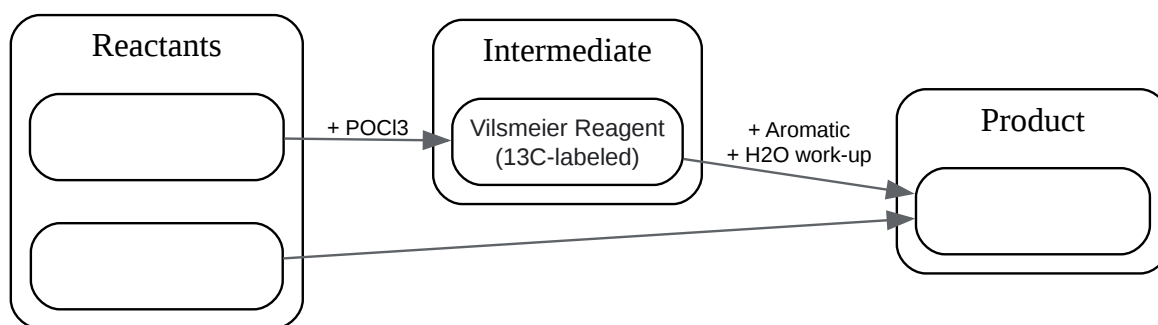 Reactants
+ POCl3
Intermediate
Vilsmeier Reagent
(13C-labeled)
+ Aromatic
+ H2O work-up
Product